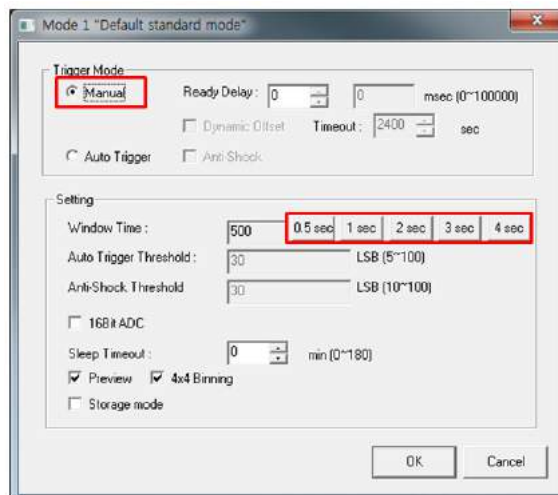 Mode 1 "Default standard mode"
Trigger Mode
Manual Ready Delay : 0 0 msec (0~100000)
Dynamic Offset Timeout : 2400 sec
Auto Trigger Anti Shock
Setting
Window Time : 500 0.5 sec 1 sec 2 sec 3 sec 4 sec
Auto Trigger Threshold : 30 LSB (5~100)
Anti-Shock Threshold 30 LSB (10~100)
16Bit ADC
Sleep Timeout : 0 min (0~180)
Preview 4x4 Binning
Storage mode
OK Cancel